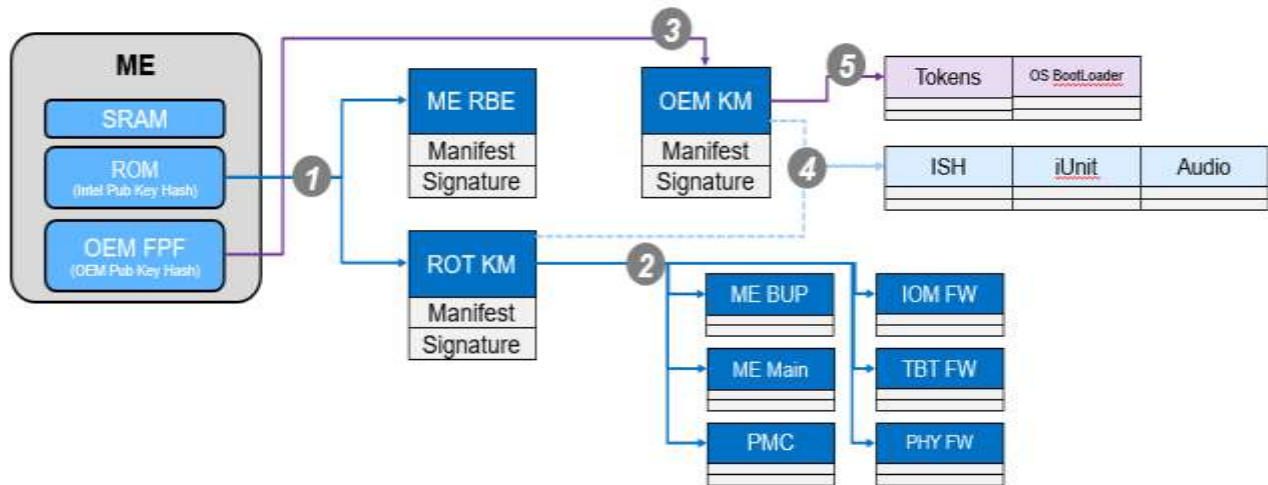 ME
SRAM
ROM
(Intel Pub Key Hash)
OEM FPF
(OEM Pub Key Hash)
1
3
ME RBE
Manifest
Signature
ROT KM
Manifest
Signature
OEM KM
Manifest
Signature
5
Tokens
OS BootLoader
4
ISH
iUnit
Audio
2
ME BUP
IOM FW
ME Main
TBT FW
PMC
PHY FW